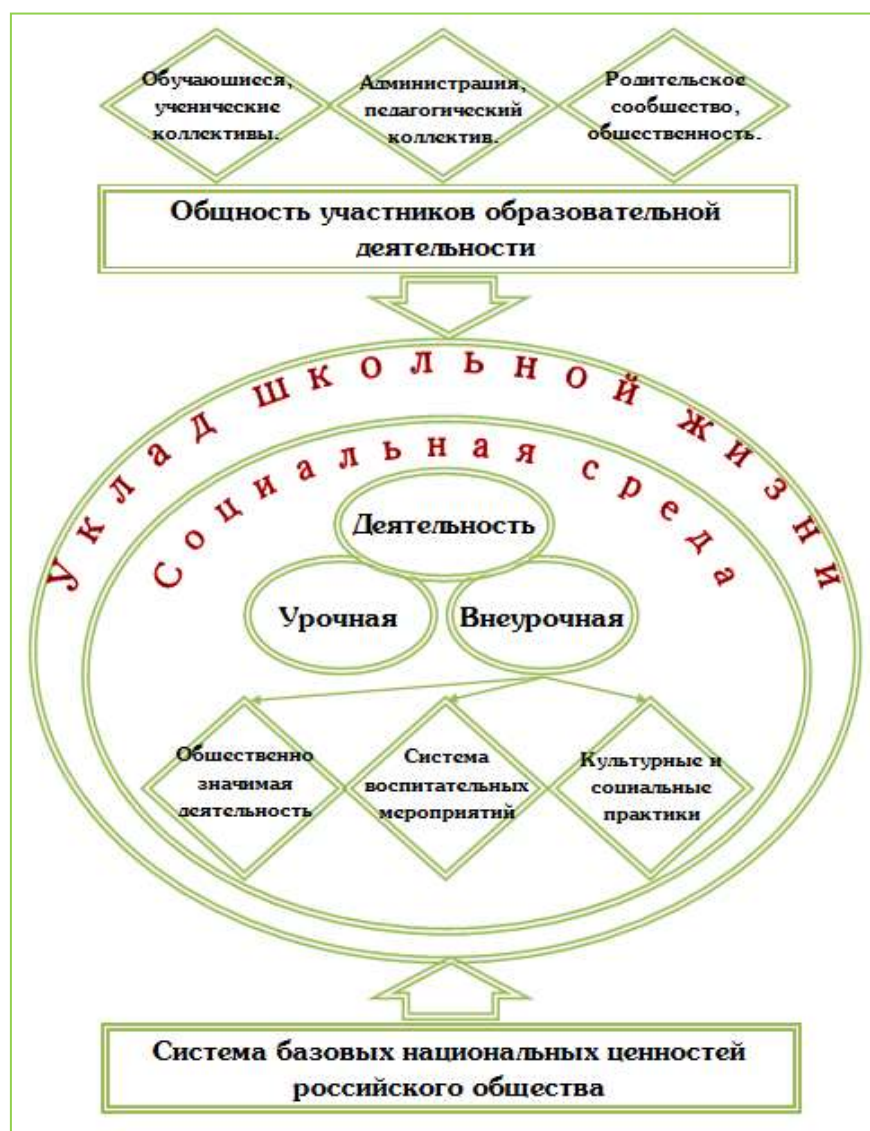 Обучающиеся,
ученические
коллективы.
Администрация,
педагогический
коллектив.
Родительское
сообщество,
общественность.
Общность участников образовательной
деятельности
Уклад школьной жизни
Социальная среда
Деятельность
Урочная
Внеурочная
Общественно
значимая
деятельность
Система
воспитательных
мероприятий
Культурные и
социальные
практики
Система базовых национальных ценностей
российского общества